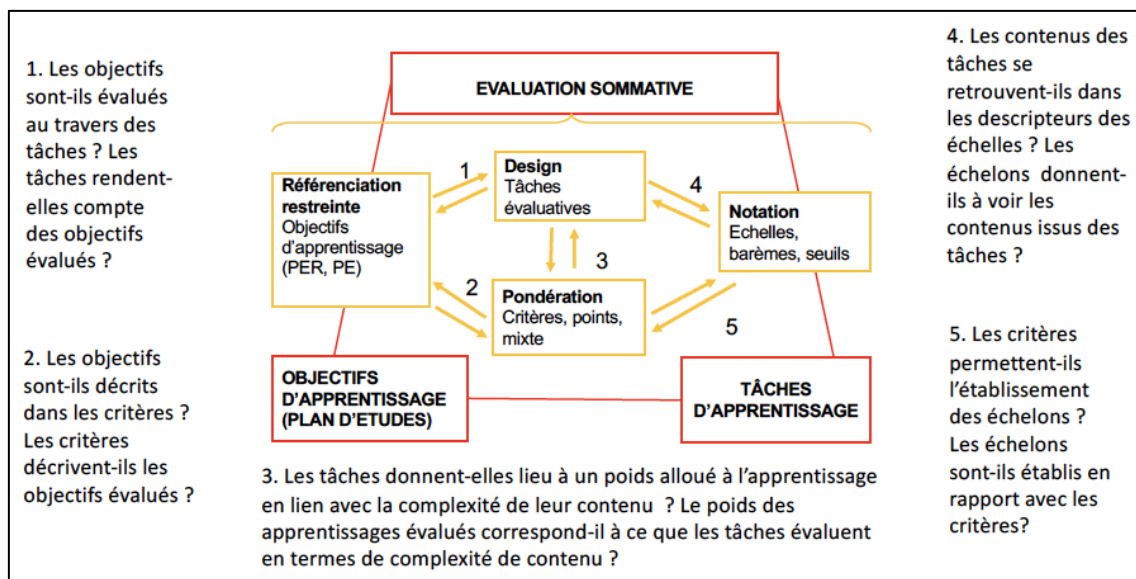 1. Les objectifs
sont-ils évalués
au travers des
tâches ? Les
tâches rendent-
elles compte
des objectifs
évalués ?
2. Les objectifs
sont-ils décrits
dans les critères ?
Les critères
décrivent-ils les
objectifs évalués ?
EVALUATION SOMMATIVE
Référenciation
restreinte
Objectifs
d'apprentissage
(PER, PE)
1
Design
Tâches
évaluatives
4
Notation
Echelles,
barèmes, seuils
3
2
Pondération
Critères, points,
mixte
5
OBJECTIFS
D'APPRENTISSAGE
(PLAN D'ETUDES)
TÂCHES
D'APPRENTISSAGE
3. Les tâches donnent-elles lieu à un poids alloué à l'apprentissage
en lien avec la complexité de leur contenu ? Le poids des
apprentissages évalués correspond-il à ce que les tâches évaluent
en termes de complexité de contenu ?
4. Les contenus des
tâches se
retrouvent-ils dans
les descripteurs des
échelles ? Les
échelons donnent-
ils à voir les
contenus issus des
tâches ?
5. Les critères
permettent-ils
l'établissement
des échelons ?
Les échelons
sont-ils établis en
rapport avec les
critères?